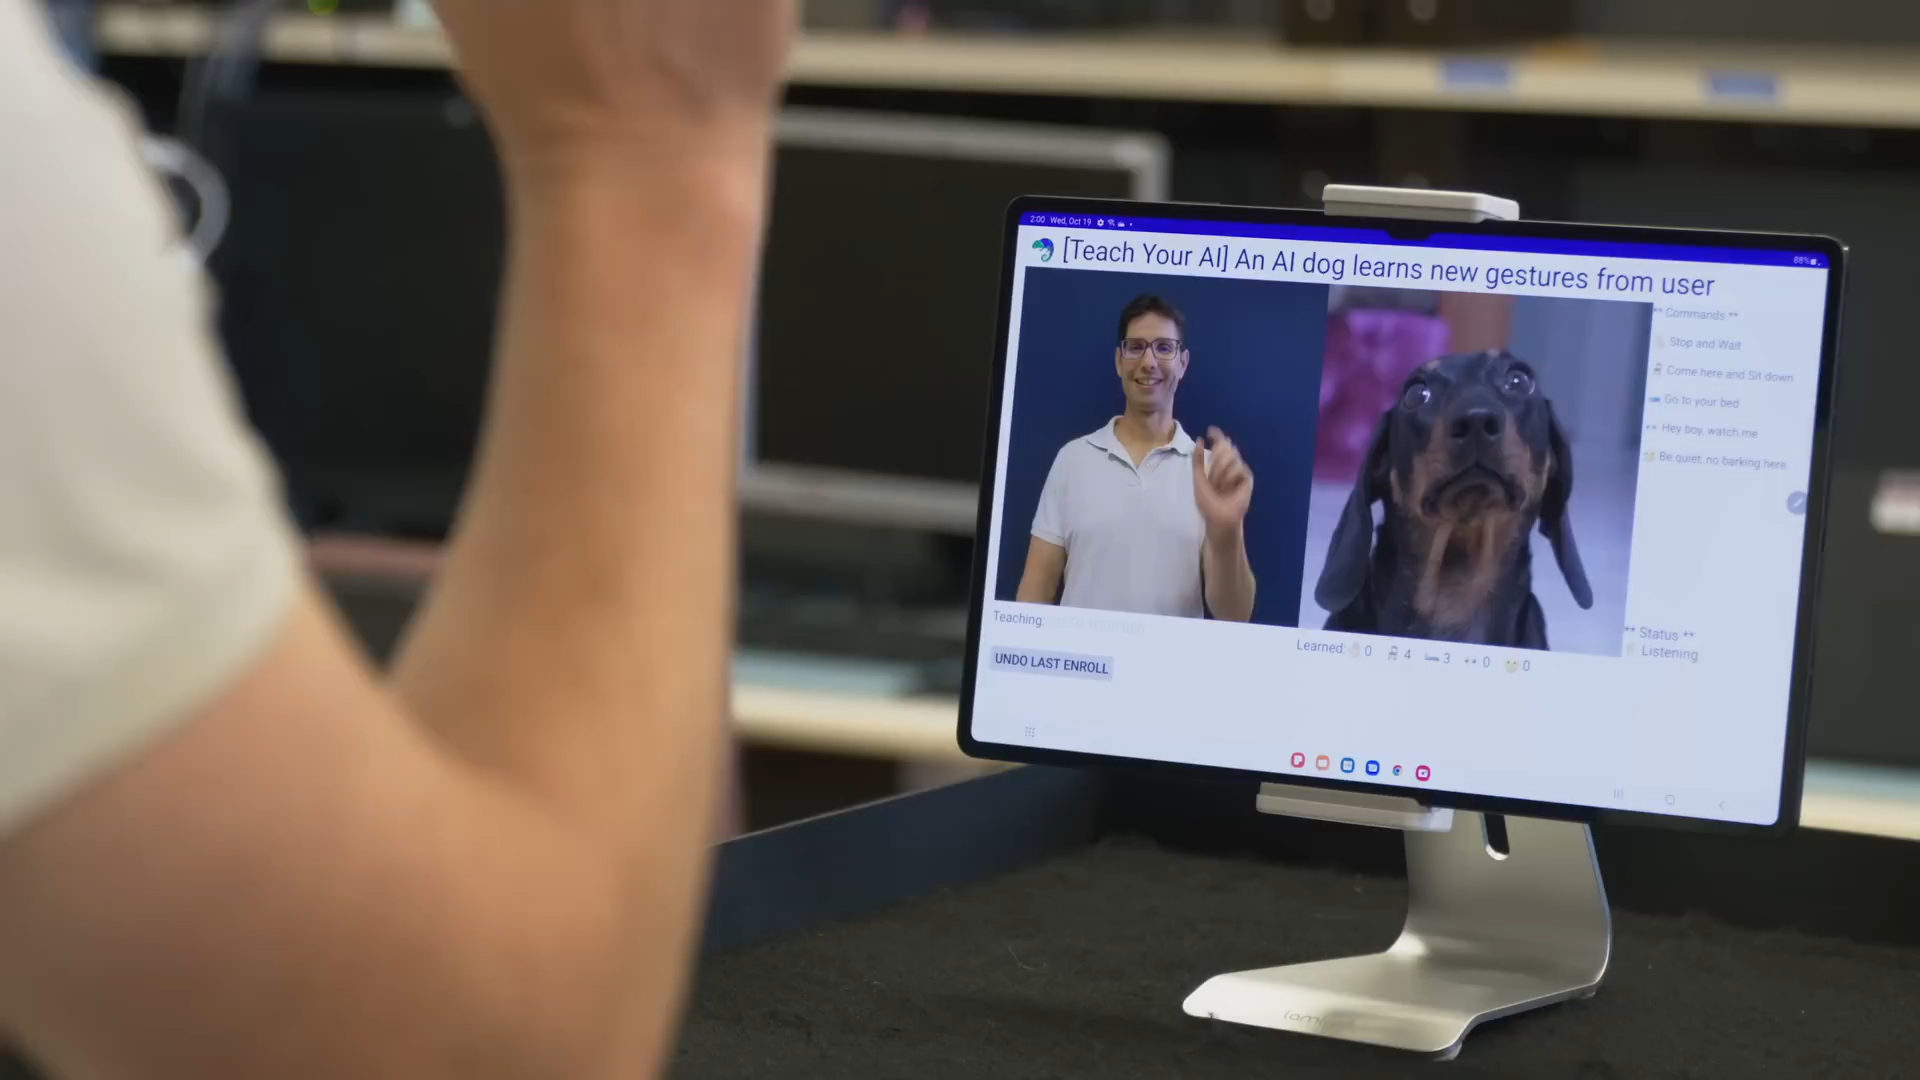 2:00 Wed, Oct 19
88%
[Teach Your AI] An AI dog learns new gestures from user
** Commands **
Stop and Wait
Come here and Sit down
Go to your bed
Hey boy, watch me
Be quiet, no barking here
Teaching:
UNDO LAST ENROLL
Learned: 0 4 3 0 0
** Status **
Listening